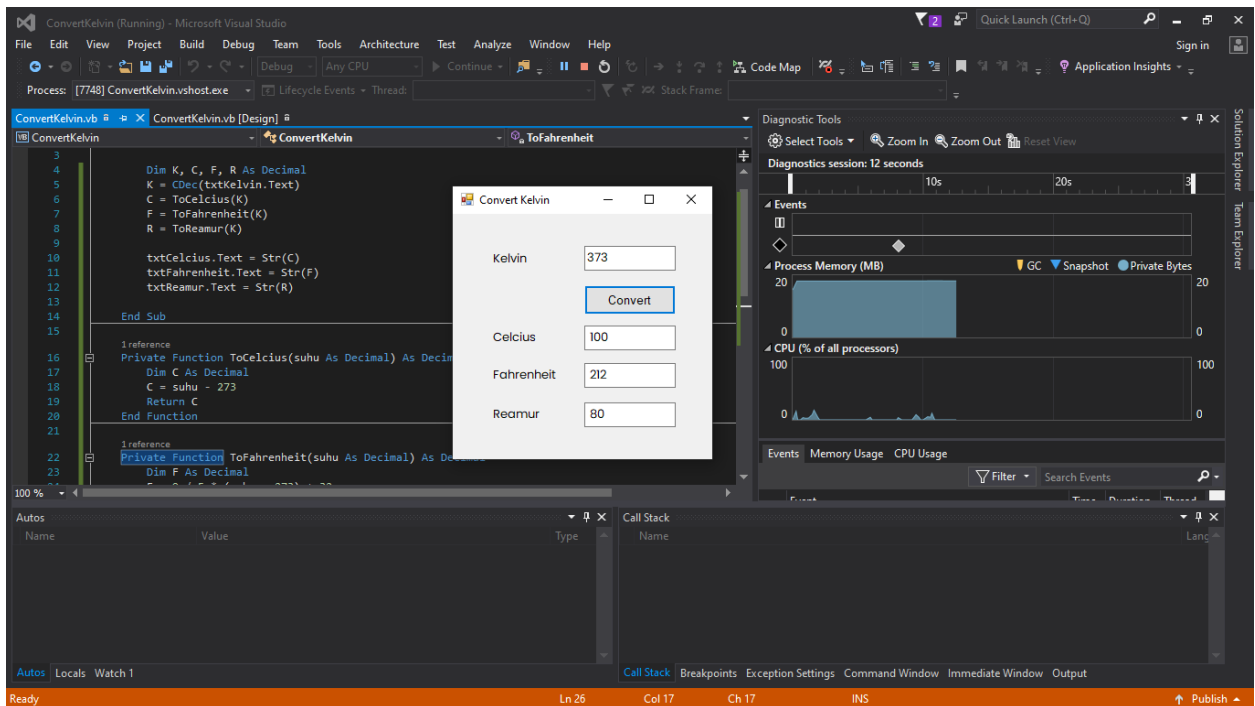 ConvertKelvin (Running) - Microsoft Visual Studio
2
Quick Launch (Ctrl+Q)
File Edit View Project Build Debug Team Tools Architecture Test Analyze Window Help
Sign in
Debug Any CPU Continue Code Map Application Insights
Process: [7748] ConvertKelvin.vshost.exe Lifecycle Events Thread: Stack Frame:
ConvertKelvin.vb ConvertKelvin.vb [Design]
VB ConvertKelvin ConvertKelvin ToFahrenheit
3
4 Dim K, C, F, R As Decimal
5 K = CDec(txtKelvin.Text)
6 C = ToCelcius(K)
7 F = ToFahrenheit(K)
8 R = ToReamur(K)
9
10 txtCelcius.Text = Str(C)
11 txtFahrenheit.Text = Str(F)
12 txtReamur.Text = Str(R)
13
14 End Sub
15
1 reference
16 Private Function ToCelcius(suhu As Decimal) As Decim
17 Dim C As Decimal
18 C = suhu - 273
19 Return C
20 End Function
21
1 reference
22 Private Function ToFahrenheit(suhu As Decimal) As
23 Dim F As Decimal
100 %
Convert Kelvin
Kelvin 373
Convert
Celcius 100
Fahrenheit 212
Reamur 80
Diagnostic Tools
Select Tools Zoom In Zoom Out Reset View
Diagnostics session: 12 seconds
10s 20s 3
Events
Process Memory (MB) GC Snapshot Private Bytes
20 20
0 0
CPU (% of all processors)
100 100
0 0
Events Memory Usage CPU Usage
Filter Search Events
Solution Explorer
Team Explorer
Autos
Name Value Type
Autos Locals Watch 1
Call Stack
Name Lang
Call Stack Breakpoints Exception Settings Command Window Immediate Window Output
Ready Ln 26 Col 17 Ch 17 INS Publish